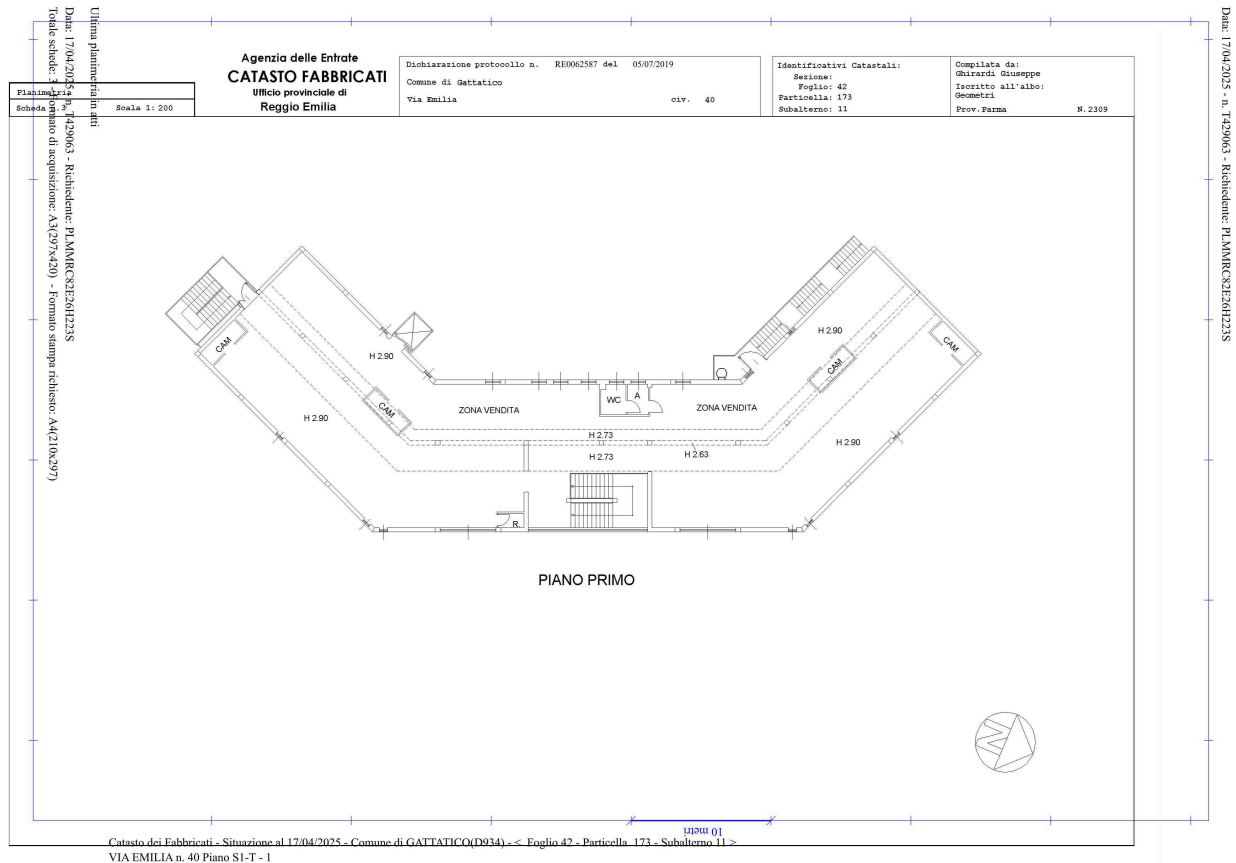 Ultima planimetria in atti
Data: 17/04/2025 - n. T429063 - Richiedente: PLMMRC82E26H223S
Totale schede: 3 - Formato di acquisizione: A3(297x420) - Formato stampa richiesto: A4(210x297)
Data: 17/04/2025 - n. T429063 - Richiedente: PLMMRC82E26H223S
Planimetria
Scheda n.3 Scala 1: 200
Agenzia delle Entrate
CATASTO FABBRICATI
Ufficio provinciale di
Reggio Emilia
Dichiarazione protocollo n. RE0062587 del 05/07/2019
Comune di Gattatico
Via Emilia civ. 40
Identificativi Catastali:
Sezione:
Foglio: 42
Particella: 173
Subalterno: 11
Compilata da:
Ghirardi Giuseppe
Iscritto all'albo:
Geometri
Prov. Parma N. 2309
CAM
H 2.90
CAM
H 2.90
ZONA VENDITA
WC
A
ZONA VENDITA
H 2.90
CAM
CAM
H 2.90
H 2.73
H 2.73
H 2.63
R.
PIANO PRIMO
N
10 metri
Catasto dei Fabbricati - Situazione al 17/04/2025 - Comune di GATTATICO(D934) - < Foglio 42 - Particella 173 - Subalterno 11 >
VIA EMILIA n. 40 Piano S1-T - 1